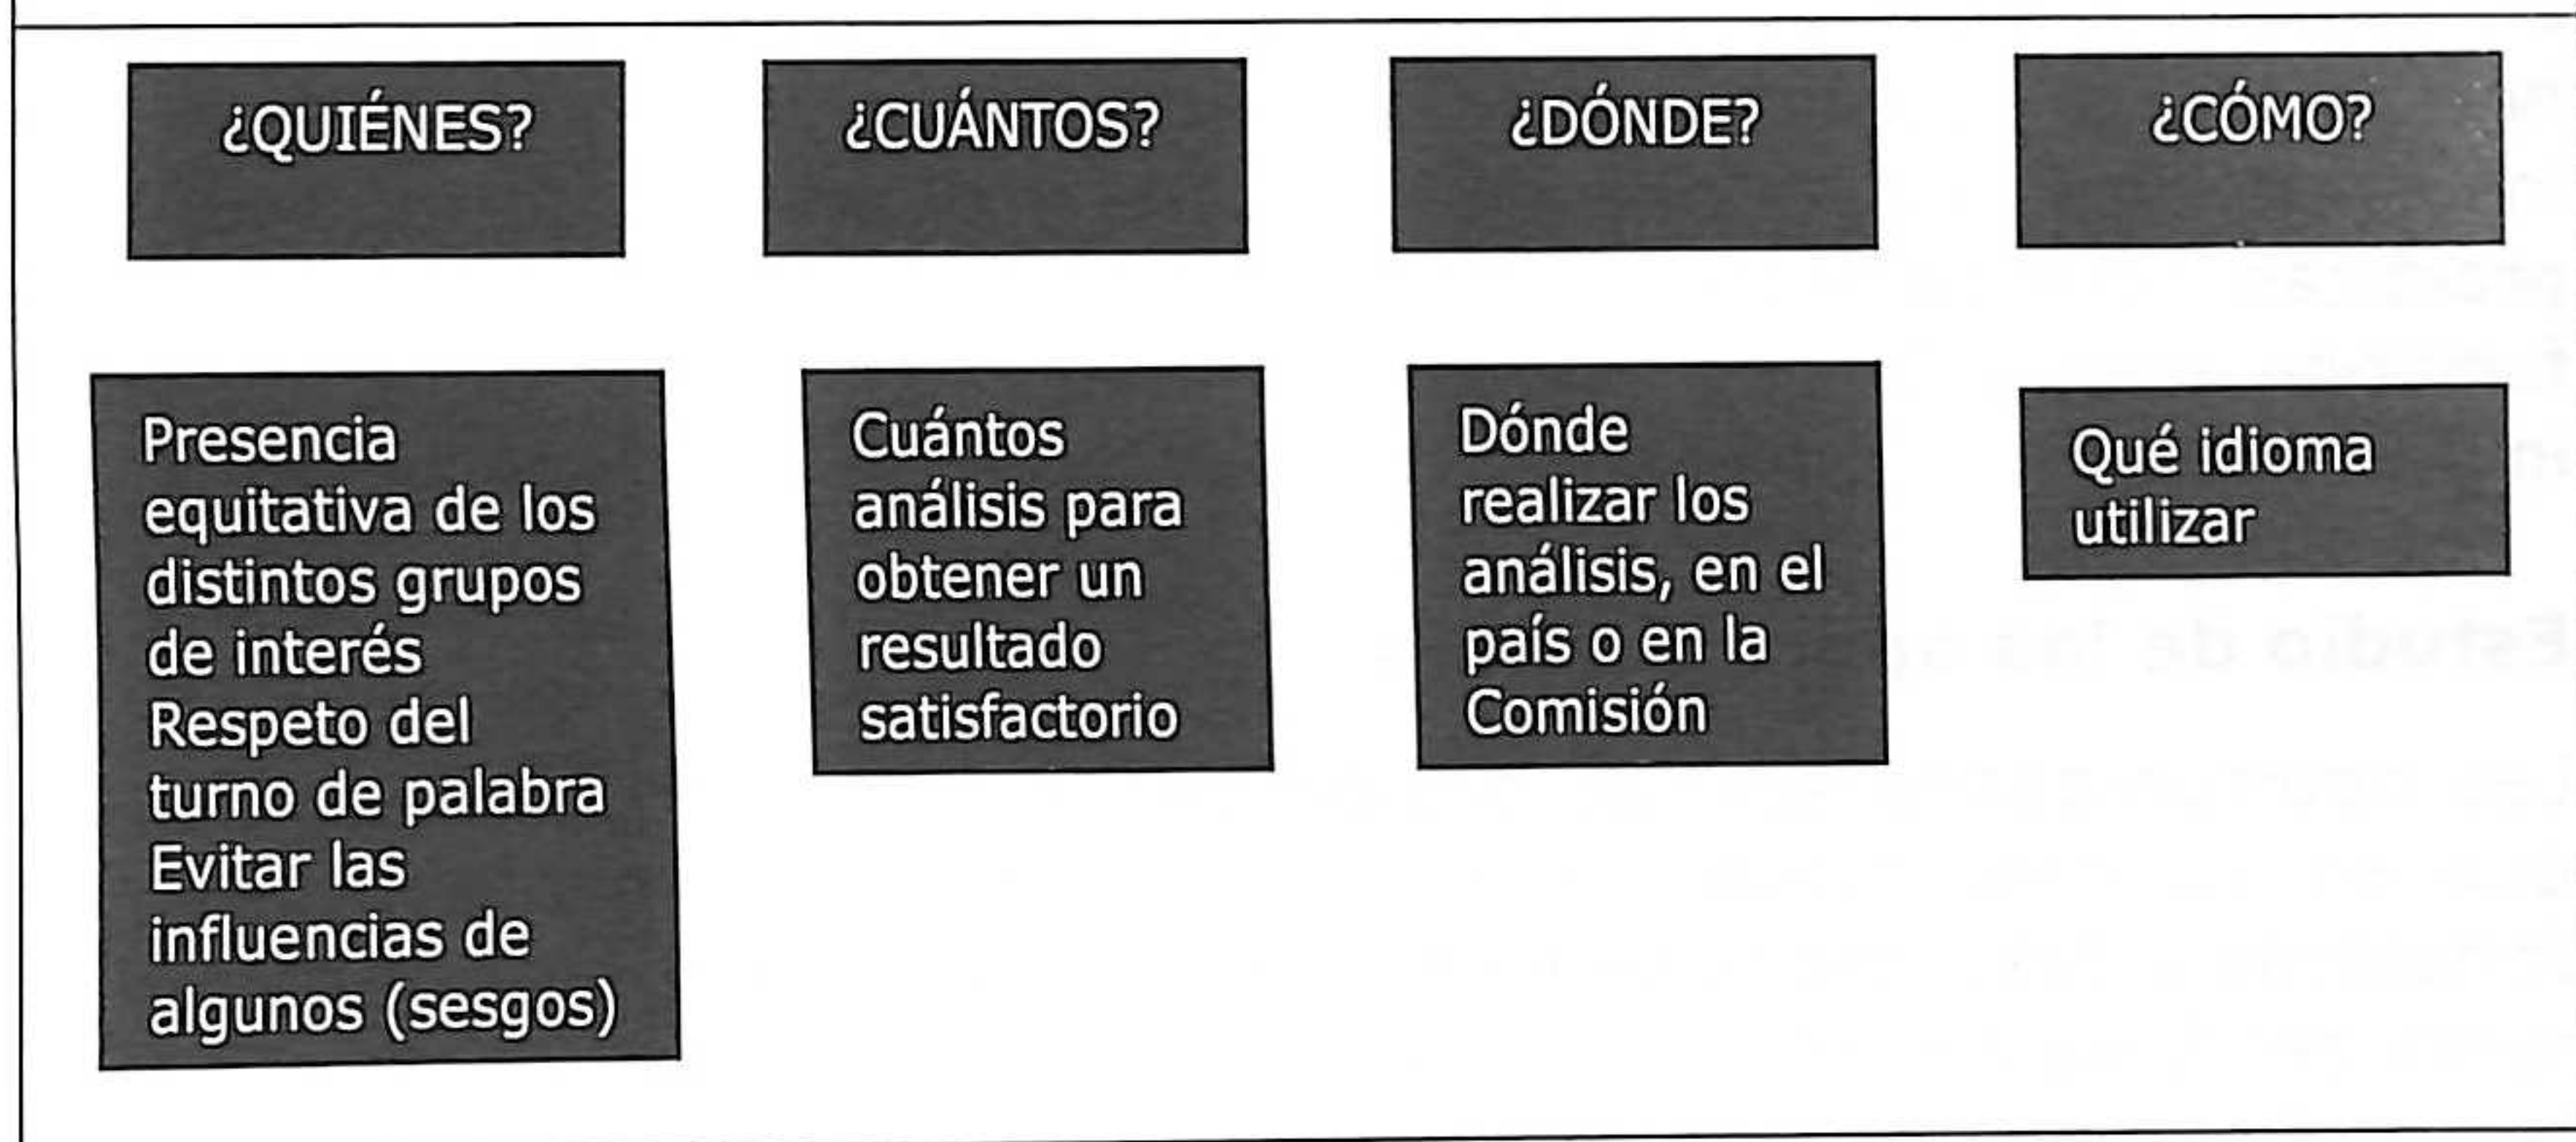 ¿QUIÉNES?
¿CUÁNTOS?
¿DÓNDE?
¿CÓMO?
Presencia
equitativa de los
distintos grupos
de interés
Respeto del
turno de palabra
Evitar las
influencias de
algunos (sesgos)
Cuántos
análisis para
obtener un
resultado
satisfactorio
Dónde
realizar los
análisis, en el
país o en la
Comisión
Qué idioma
utilizar